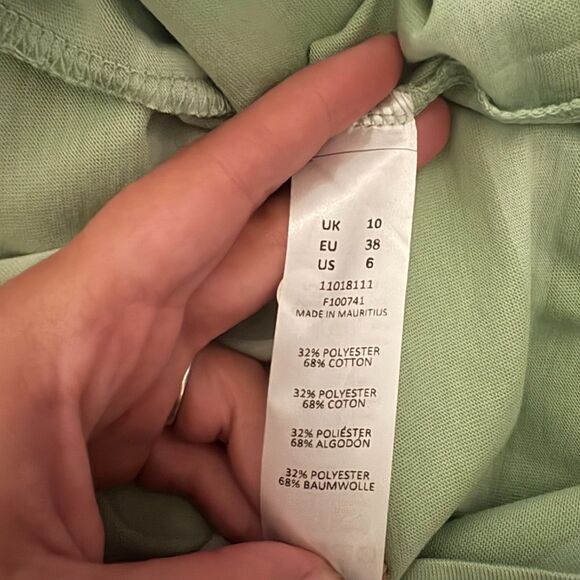 UK 10
EU 38
US 6
11018111
F100741
MADE IN MAURITIUS
32% POLYESTER
68% COTTON
32% POLYESTER
68% COTON
32% POLIÉSTER
68% ALGODÓN
32% POLYESTER
68% BAUMWOLLE